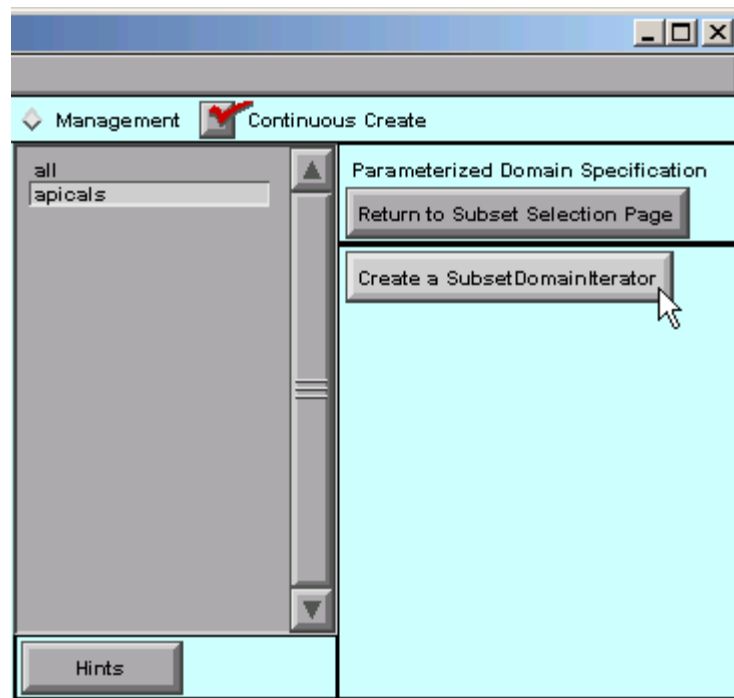 Management Continuous Create
all
apicals
Parameterized Domain Specification
Return to Subset Selection Page
Create a SubsetDomainIterator
Hints